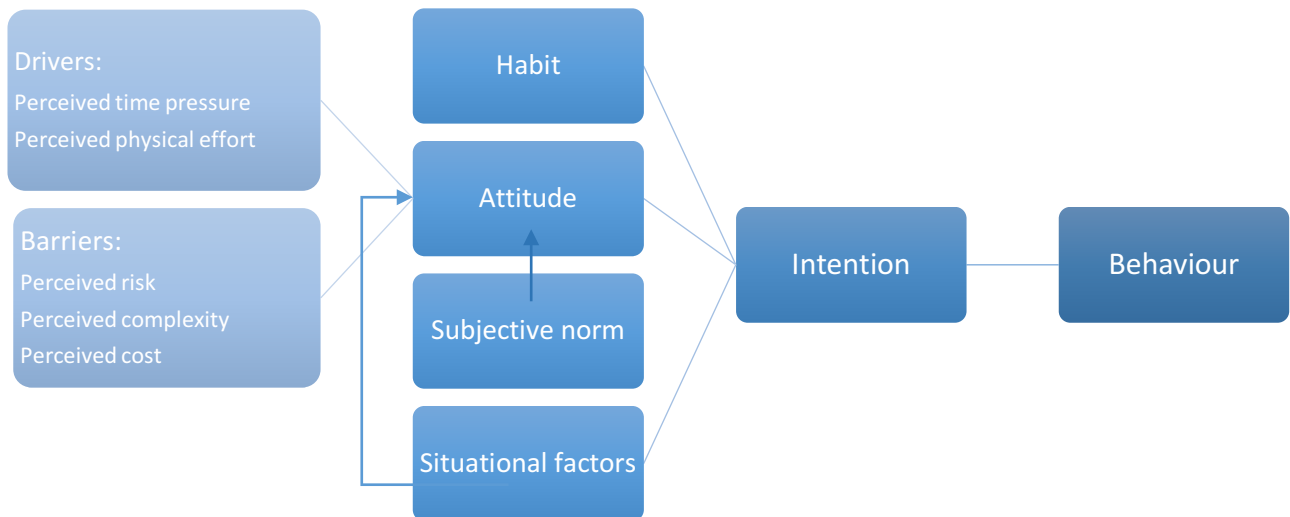 Drivers:
Perceived time pressure
Perceived physical effort
Barriers:
Perceived risk
Perceived complexity
Perceived cost
Habit
Attitude
Subjective norm
Situational factors
Intention
Behaviour